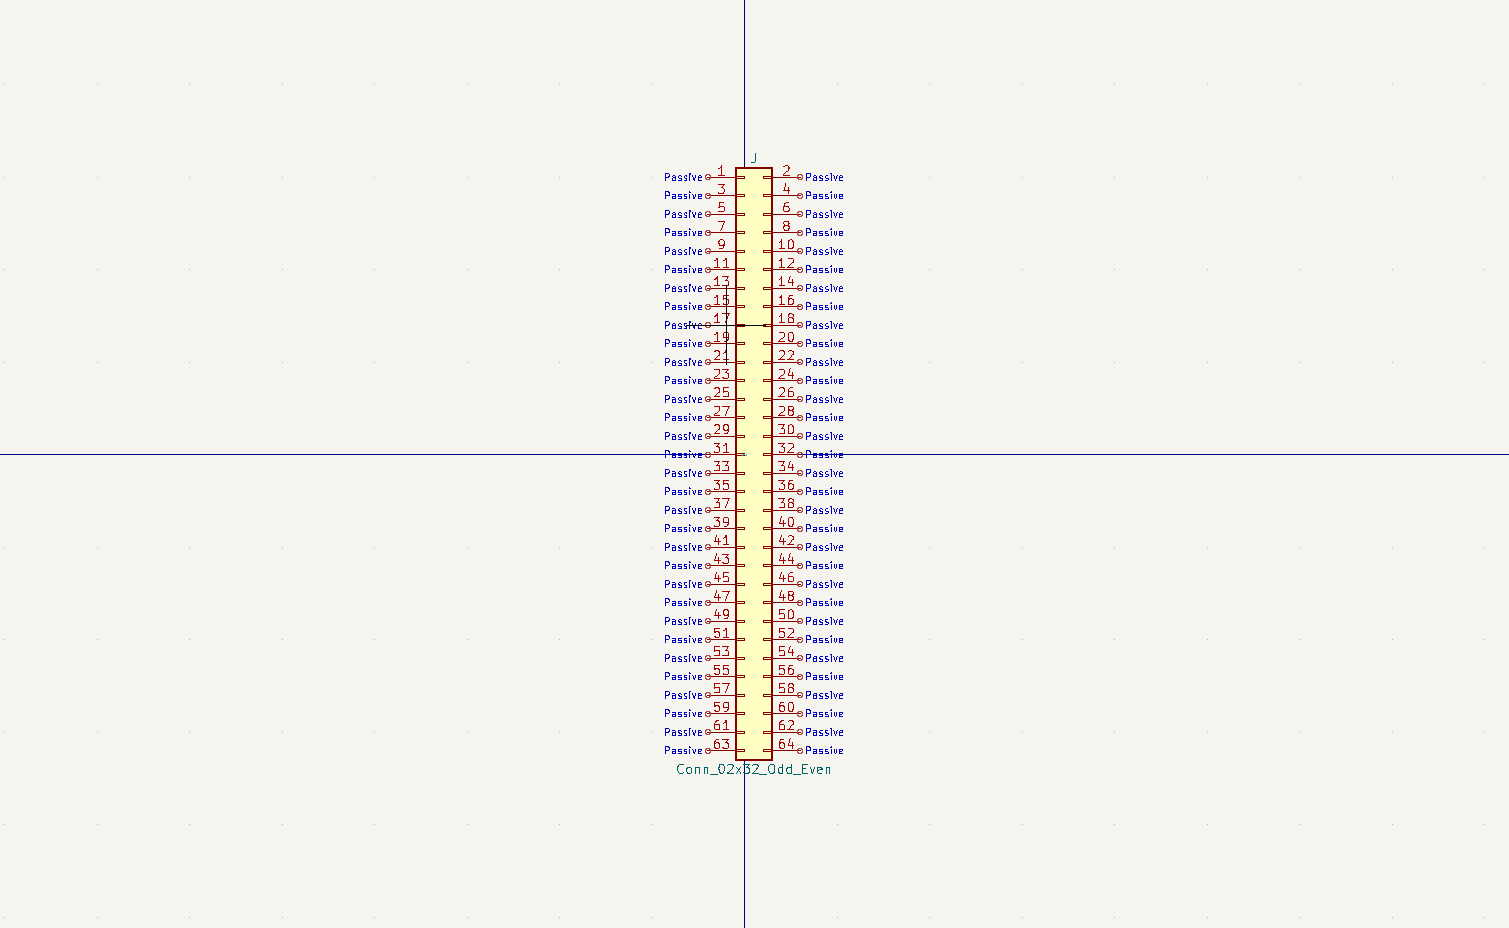 J
Passive 1 2 Passive
Passive 3 4 Passive
Passive 5 6 Passive
Passive 7 8 Passive
Passive 9 10 Passive
Passive 11 12 Passive
Passive 13 14 Passive
Passive 15 16 Passive
Passive 17 18 Passive
Passive 19 20 Passive
Passive 21 22 Passive
Passive 23 24 Passive
Passive 25 26 Passive
Passive 27 28 Passive
Passive 29 30 Passive
Passive 31 32 Passive
Passive 33 34 Passive
Passive 35 36 Passive
Passive 37 38 Passive
Passive 39 40 Passive
Passive 41 42 Passive
Passive 43 44 Passive
Passive 45 46 Passive
Passive 47 48 Passive
Passive 49 50 Passive
Passive 51 52 Passive
Passive 53 54 Passive
Passive 55 56 Passive
Passive 57 58 Passive
Passive 59 60 Passive
Passive 61 62 Passive
Passive 63 64 Passive
Conn_02x32_Odd_Even